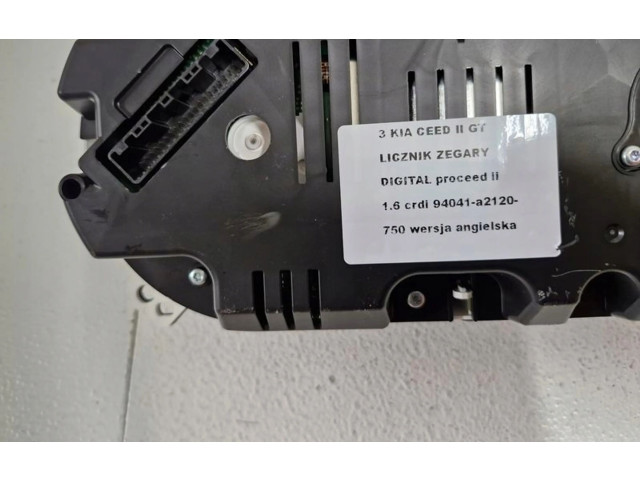 3 KIA CEED II GT
LICZNIK ZEGARY
DIGITAL proceed ii
1.6 crdi 94041-a2120-
750 wersja angielska